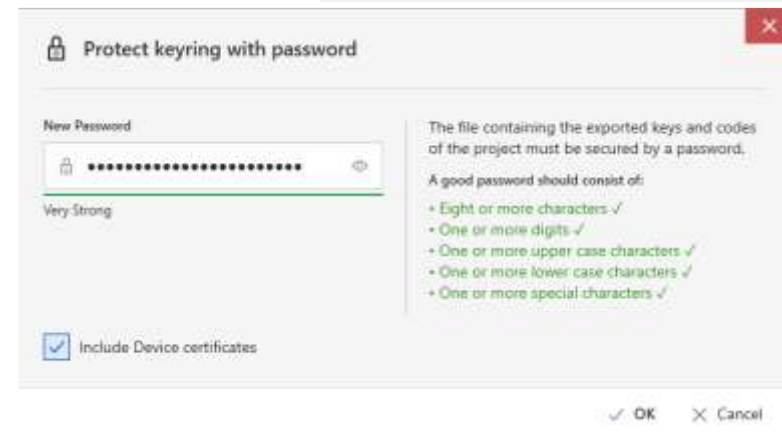 Protect keyring with password
New Password
•••••••••••••••••••••••
Very Strong
The file containing the exported keys and codes
of the project must be secured by a password.
A good password should consist of:
• Eight or more characters ✓
• One or more digits ✓
• One or more upper case characters ✓
• One or more lower case characters ✓
• One or more special characters ✓
Include Device certificates
OK
Cancel